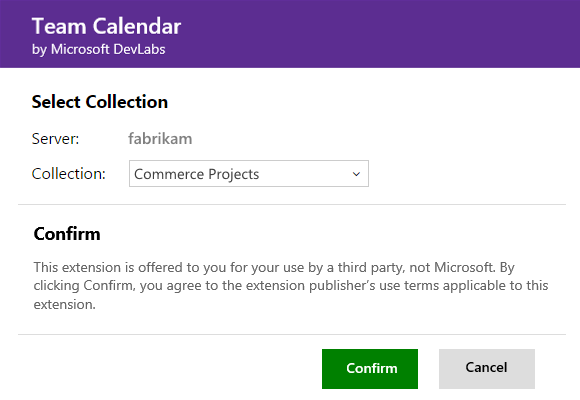 Team Calendar
by Microsoft DevLabs
Select Collection
Server: fabrikam
Collection: Commerce Projects
Confirm
This extension is offered to you for your use by a third party, not Microsoft. By
clicking Confirm, you agree to the extension publisher’s use terms applicable to this
extension.
Confirm Cancel